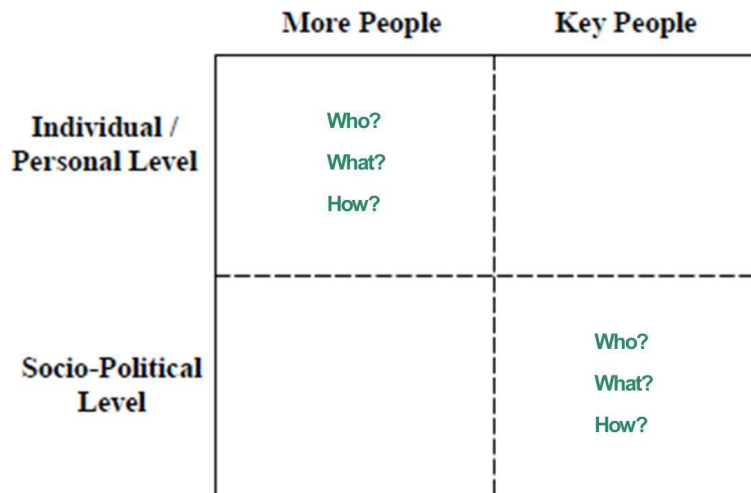 More People
Key People
Individual /
Personal Level
Who?
What?
How?
Socio-Political
Level
Who?
What?
How?